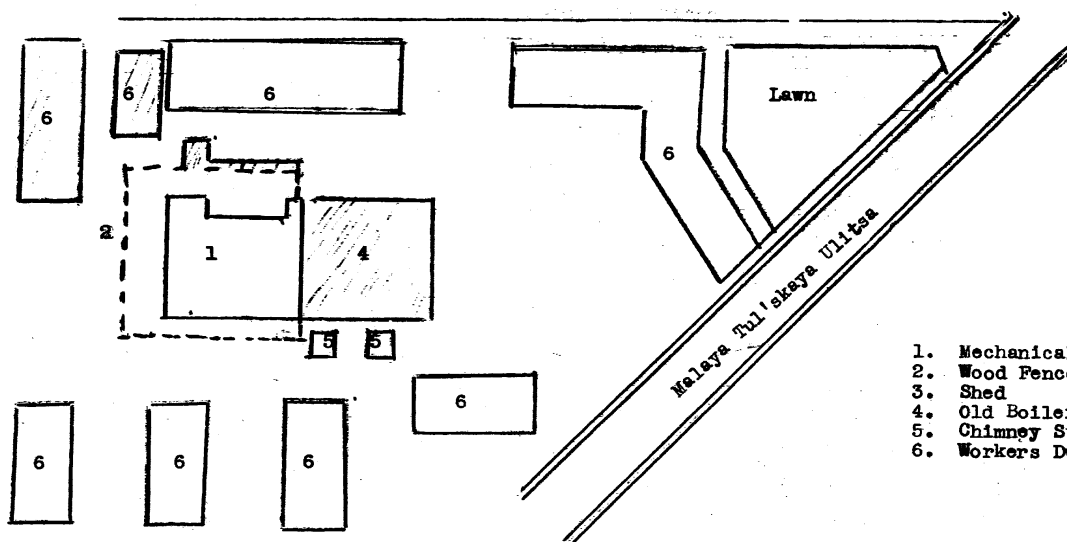 6
6
6
Lawn
6
2
1
4
5
5
Malaya Tul'skaya Ulitsa
6
6
6
6
1. Mechanical
2. Wood Fence
3. Shed
4. Old Boiler
5. Chimney
6. Workers